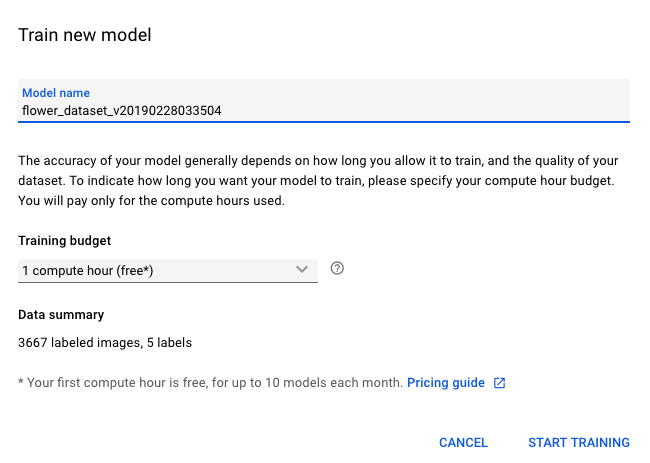 Train new model
Model name
flower_dataset_v20190228033504
The accuracy of your model generally depends on how long you allow it to train, and the quality of your
dataset. To indicate how long you want your model to train, please specify your compute hour budget.
You will pay only for the compute hours used.
Training budget
1 compute hour (free*)
Data summary
3667 labeled images, 5 labels
* Your first compute hour is free, for up to 10 models each month. Pricing guide
CANCEL START TRAINING